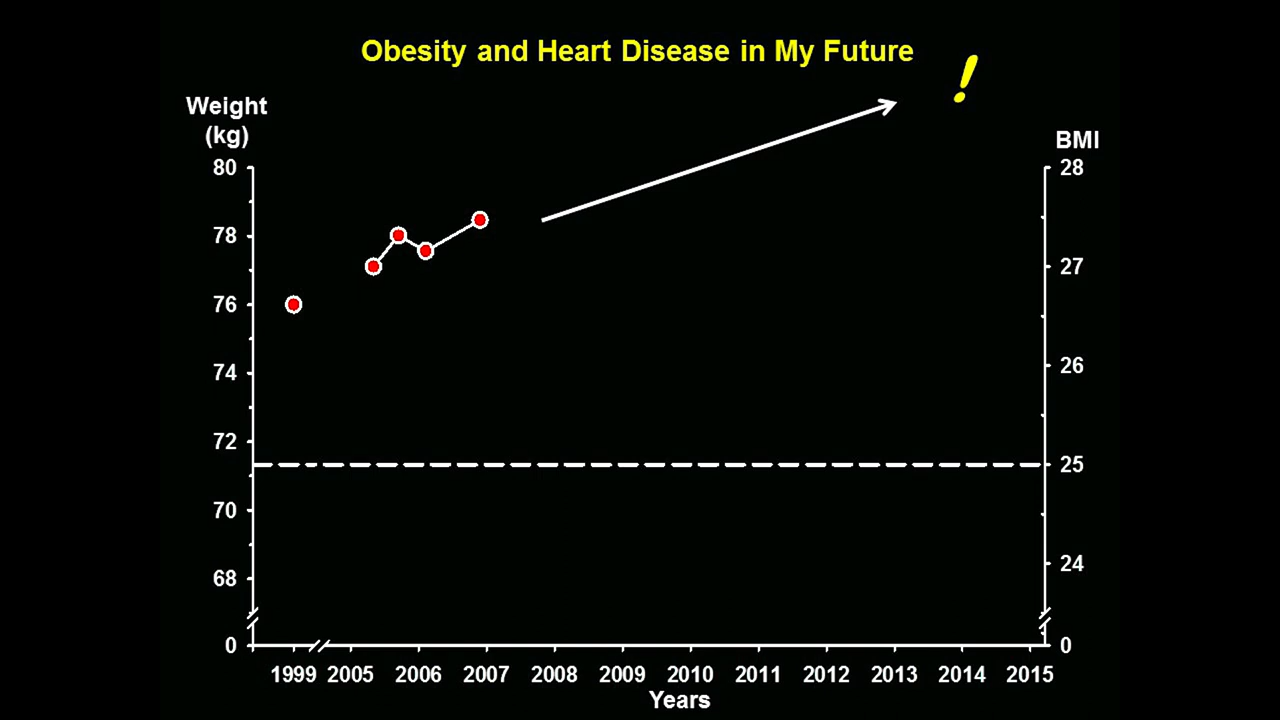 Obesity and Heart Disease in My Future
!
Weight
(kg)
BMI
80
78
76
74
72
70
68
0
28
27
26
25
24
0
1999 2005 2006 2007 2008 2009 2010 2011 2012 2013 2014 2015
Years